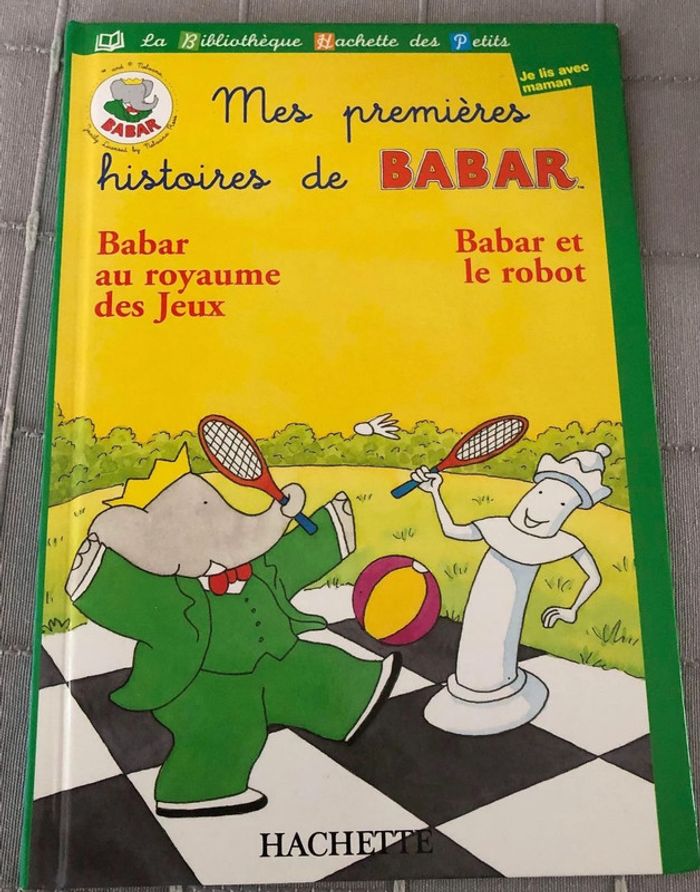 La Bibliothèque Hachette des Petits
Je lis avec
maman
BABAR
Mes premières
histoires de BABAR™
Babar
au royaume
des Jeux
Babar et
le robot
HACHETTE